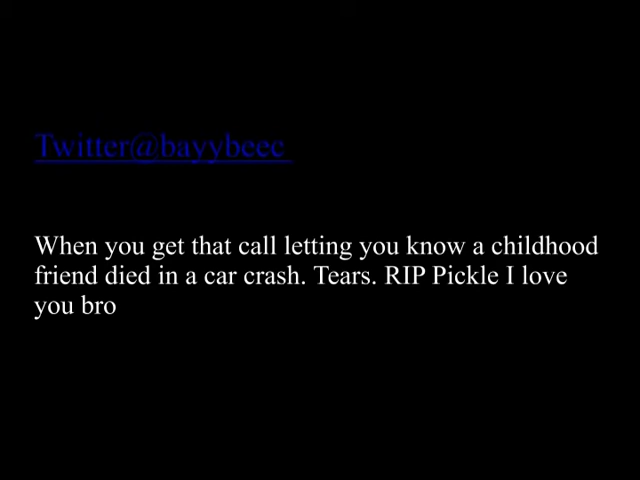 Twitter@bayybeec
When you get that call letting you know a childhood
friend died in a car crash. Tears. RIP Pickle I love
you bro